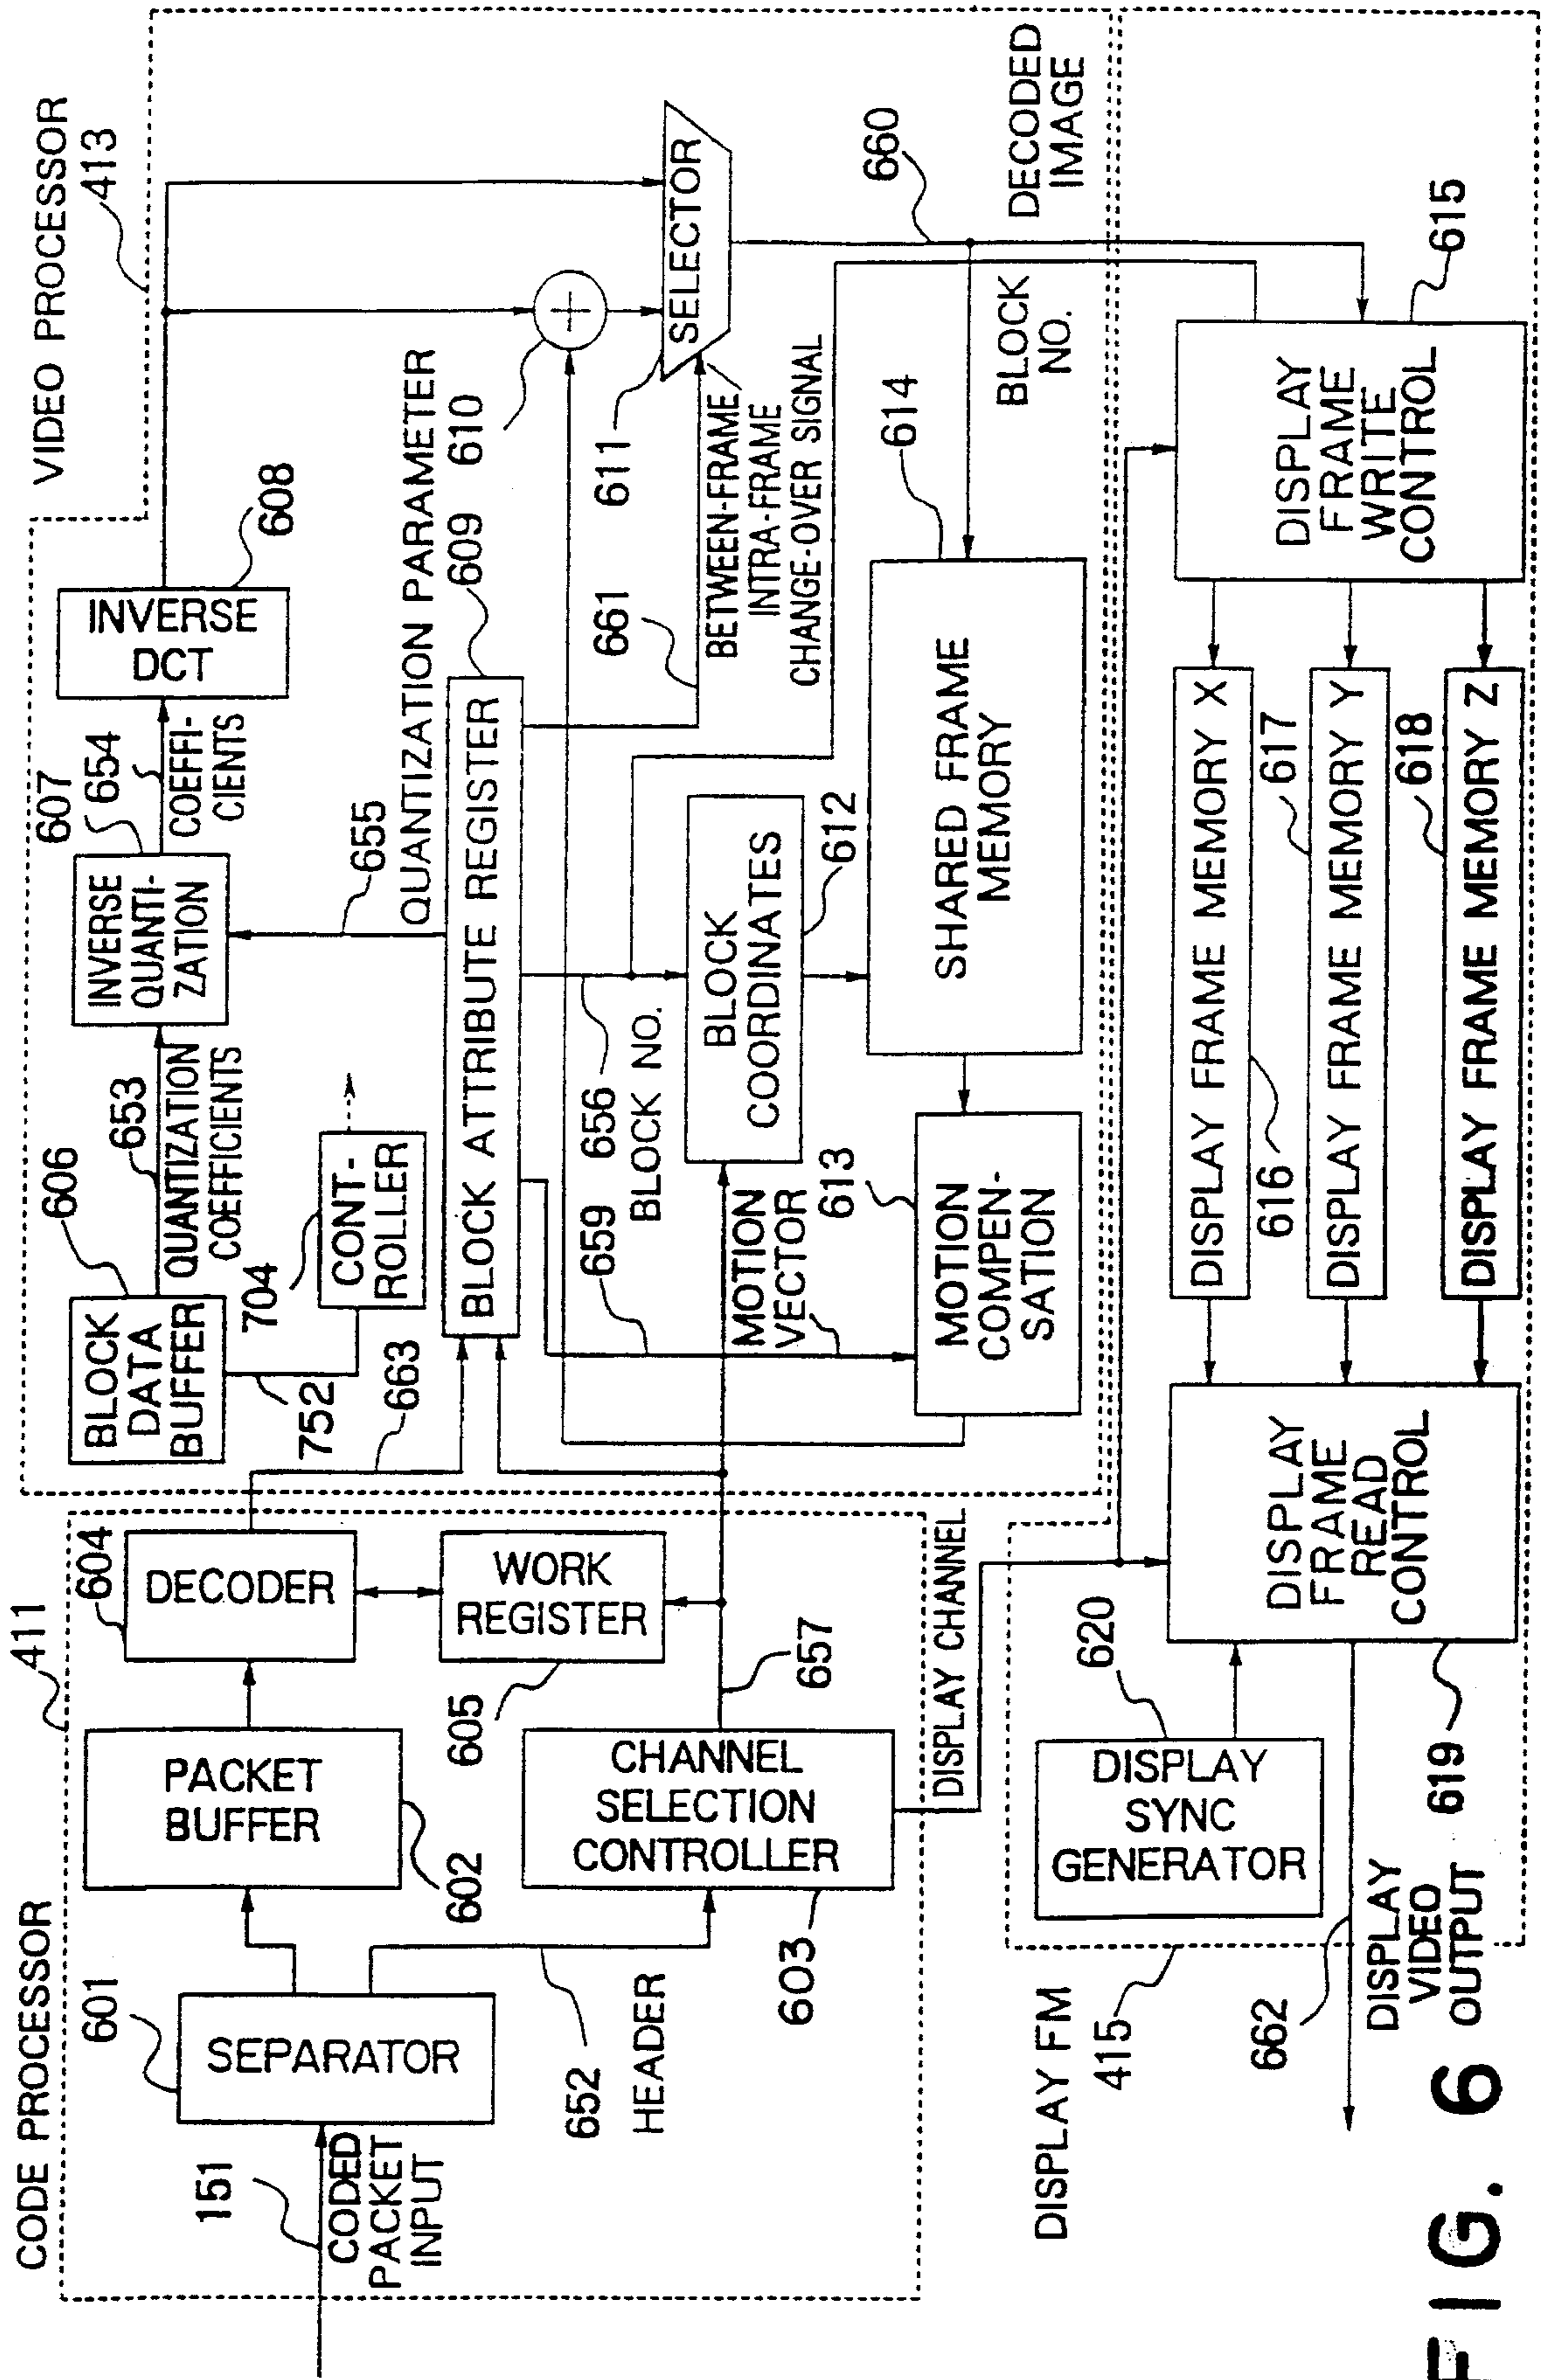 VIDEO PROCESSOR
413
CODE PROCESSOR
411
151
CODED
PACKET
INPUT
601
SEPARATOR
652
HEADER
PACKET
BUFFER
602
CHANNEL
SELECTION
CONTROLLER
603
604
DECODER
WORK
REGISTER
605
657
DISPLAY CHANNEL
606
BLOCK
DATA
BUFFER
752
663
704
CONT-
ROLLER
653
QUANTIZATION
COEFFICIENTS
607
INVERSE
QUANTI-
ZATION
654
COEFFI-
CIENTS
INVERSE
DCT
608
655
QUANTIZATION PARAMETER
609
BLOCK ATTRIBUTE REGISTER
610
611
SELECTOR
661
BETWEEN-FRAME
INTRA-FRAME
CHANGE-OVER SIGNAL
656
BLOCK NO.
659
MOTION
VECTOR
613
MOTION
COMPEN-
SATION
BLOCK
COORDINATES
612
614
SHARED FRAME
MEMORY
BLOCK
NO.
660
DECODED
IMAGE
DISPLAY FM
415
DISPLAY
SYNC
GENERATOR
620
DISPLAY
FRAME
READ
CONTROL
619
DISPLAY FRAME MEMORY X
616
DISPLAY FRAME MEMORY Y
617
DISPLAY FRAME MEMORY Z
618
DISPLAY
FRAME
WRITE
CONTROL
615
662
DISPLAY
VIDEO
OUTPUT
FIG. 6